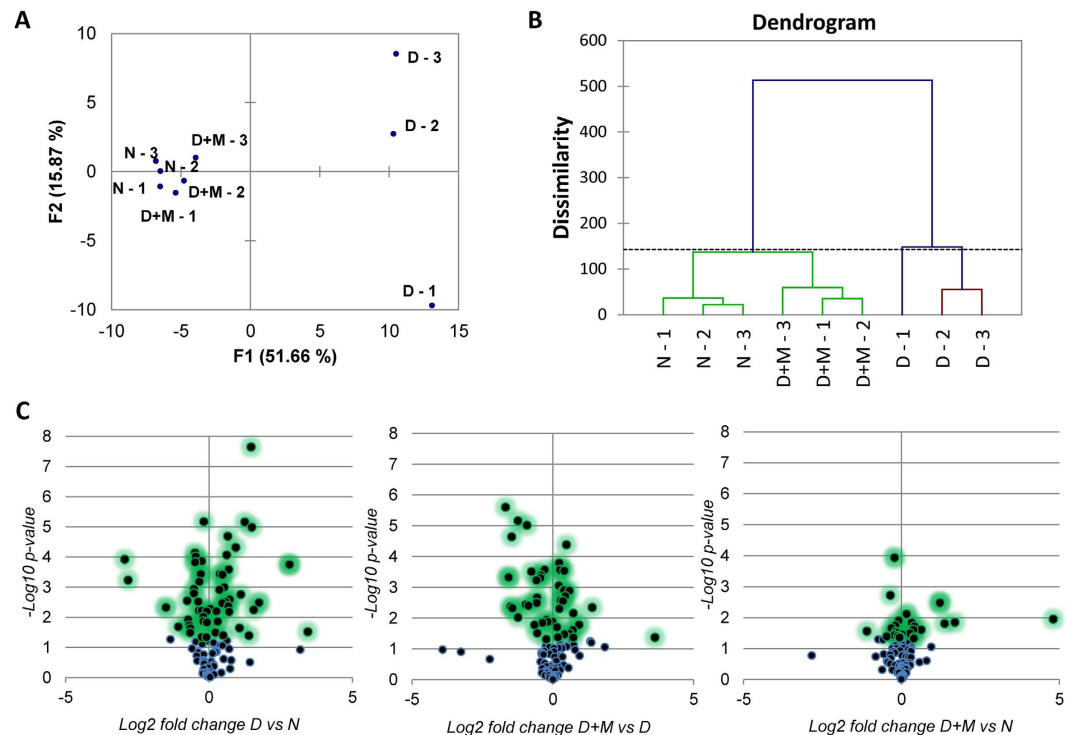 A
10
5
0
-5
-10
F2 (15.87 %)
D - 3
D - 2
D+M - 3
N - 3
N - 2
N - 1
D+M - 2
D+M - 1
D - 1
-10
-5
0
5
10
15
F1 (51.66 %)
B
Dendrogram
600
500
400
300
200
100
0
Dissimilarity
N - 1
N - 2
N - 3
D+M - 3
D+M - 1
D+M - 2
D - 1
D - 2
D - 3
C
8
7
6
5
4
3
2
1
0
-Log10 p-value
-5
0
5
Log2 fold change D vs N
8
7
6
5
4
3
2
1
0
-Log10 p-value
-5
0
5
Log2 fold change D+M vs D
8
7
6
5
4
3
2
1
0
-Log10 p-value
-5
0
5
Log2 fold change D+M vs N